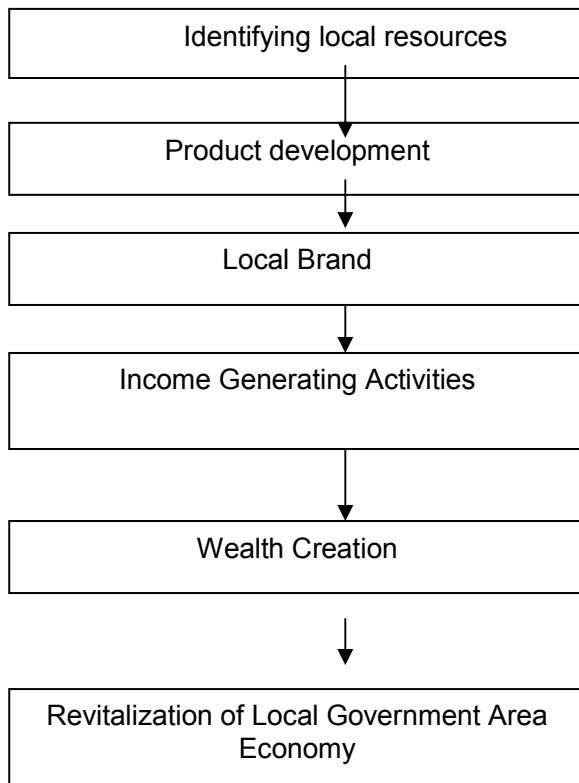 Identifying local resources
Product development
Local Brand
Income Generating Activities
Wealth Creation
Revitalization of Local Government Area
Economy